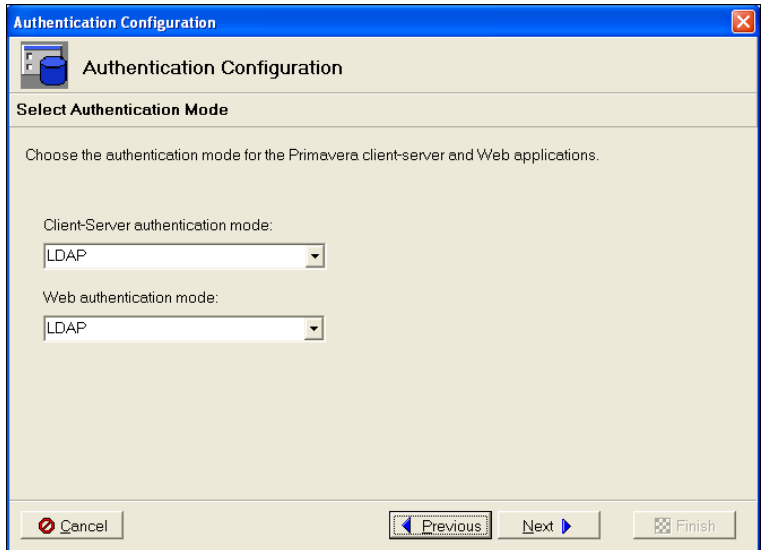 Authentication Configuration
Authentication Configuration
Select Authentication Mode
Choose the authentication mode for the Primavera client-server and Web applications.
Client-Server authentication mode:
LDAP
Web authentication mode:
LDAP
Cancel
Previous
Next
Finish